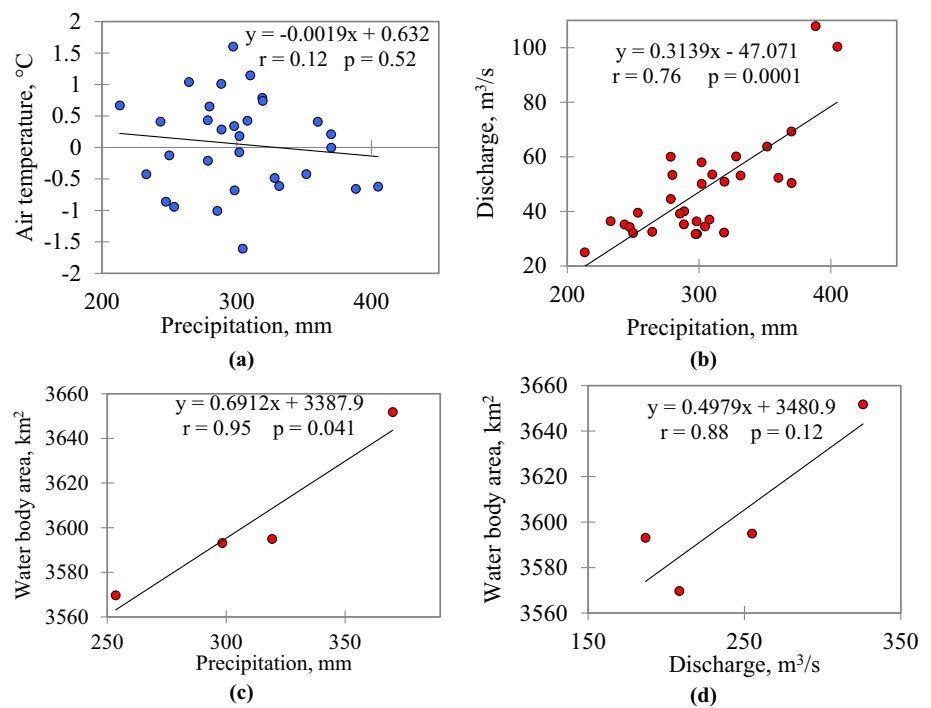 2
1.5
1
0.5
0
-0.5
-1
-1.5
-2
Air temperature, °C
y = -0.0019x + 0.632
r = 0.12 p = 0.52
200
300
400
Precipitation, mm
(a)
100
80
60
40
20
Discharge, m³/s
y = 0.3139x - 47.071
r = 0.76 p = 0.0001
200
300
400
Precipitation, mm
(b)
3660
3640
3620
3600
3580
3560
Water body area, km²
y = 0.6912x + 3387.9
r = 0.95 p = 0.041
250
300
350
Precipitation, mm
(c)
3660
3640
3620
3600
3580
3560
Water body area, km²
y = 0.4979x + 3480.9
r = 0.88 p = 0.12
150
250
350
Discharge, m³/s
(d)